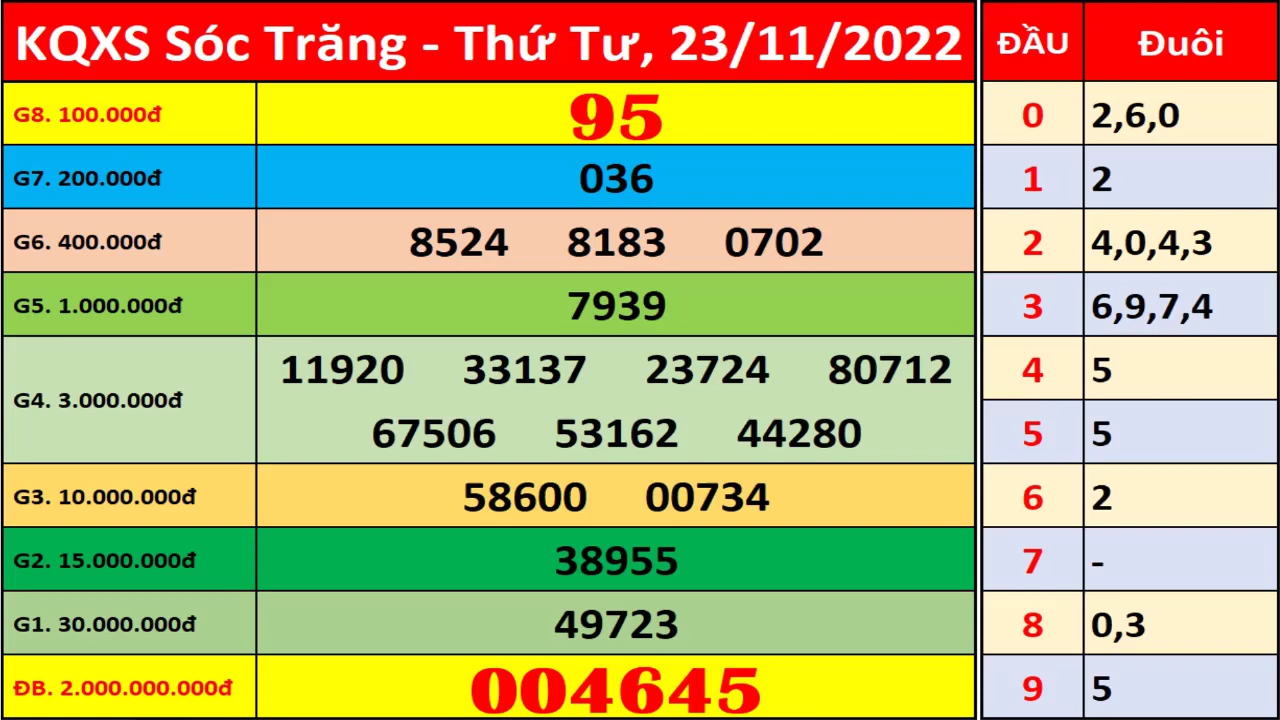 KQXS Sóc Trăng - Thứ Tư, 23/11/2022 ĐẦU Đuôi
G8. 100.000đ 95 0 2,6,0
G7. 200.000đ 036 1 2
G6. 400.000đ 8524 8183 0702 2 4,0,4,3
G5. 1.000.000đ 7939 3 6,9,7,4
11920 33137 23724 80712 4 5
G4. 3.000.000đ
67506 53162 44280 5 5
G3. 10.000.000đ 58600 00734 6 2
G2. 15.000.000đ 38955 7 -
G1. 30.000.000đ 49723 8 0,3
ĐB. 2.000.000.000đ 004645 9 5